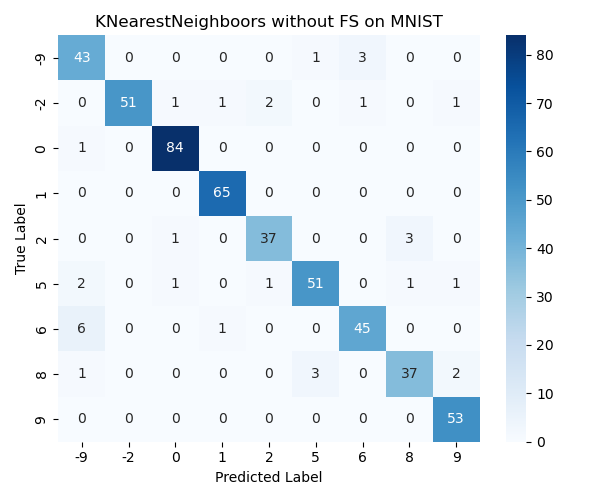 KNearestNeighboors without FS on MNIST
-9 43 0 0 0 0 1 3 0 0
-2 0 51 1 1 2 0 1 0 1
0 1 0 84 0 0 0 0 0 0
1 0 0 0 65 0 0 0 0 0
2 0 0 1 0 37 0 0 3 0
5 2 0 1 0 1 51 0 1 1
6 6 0 0 1 0 0 45 0 0
8 1 0 0 0 0 3 0 37 2
9 0 0 0 0 0 0 0 0 53
-9 -2 0 1 2 5 6 8 9
Predicted Label
True Label
80
70
60
50
40
30
20
10
0